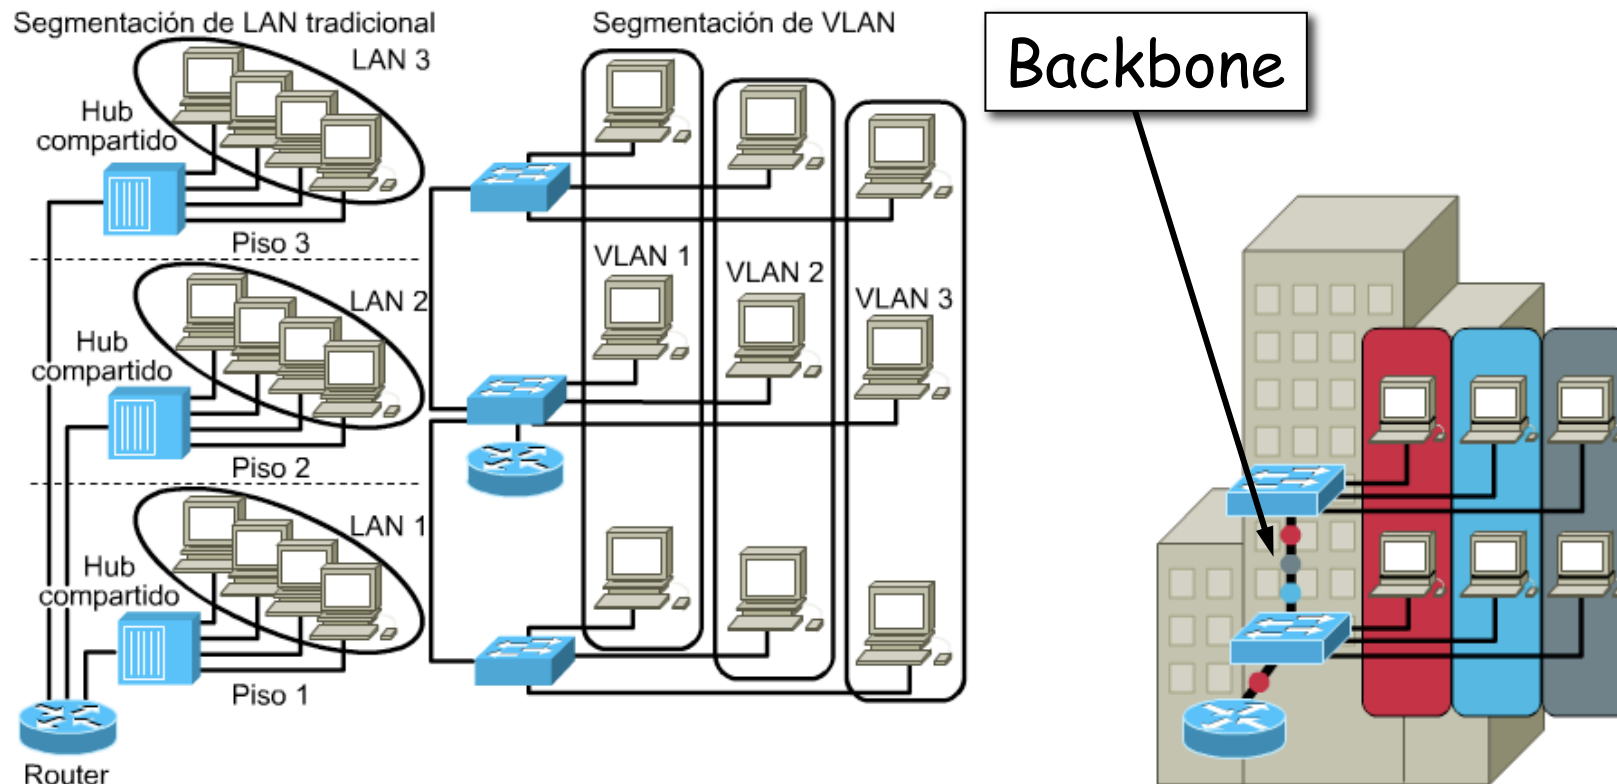 Segmentación de LAN tradicional
LAN 3
Hub
compartido
Piso 3
LAN 2
Hub
compartido
Piso 2
LAN 1
Hub
compartido
Piso 1
Router
Segmentación de VLAN
VLAN 1
VLAN 2
VLAN 3
Backbone